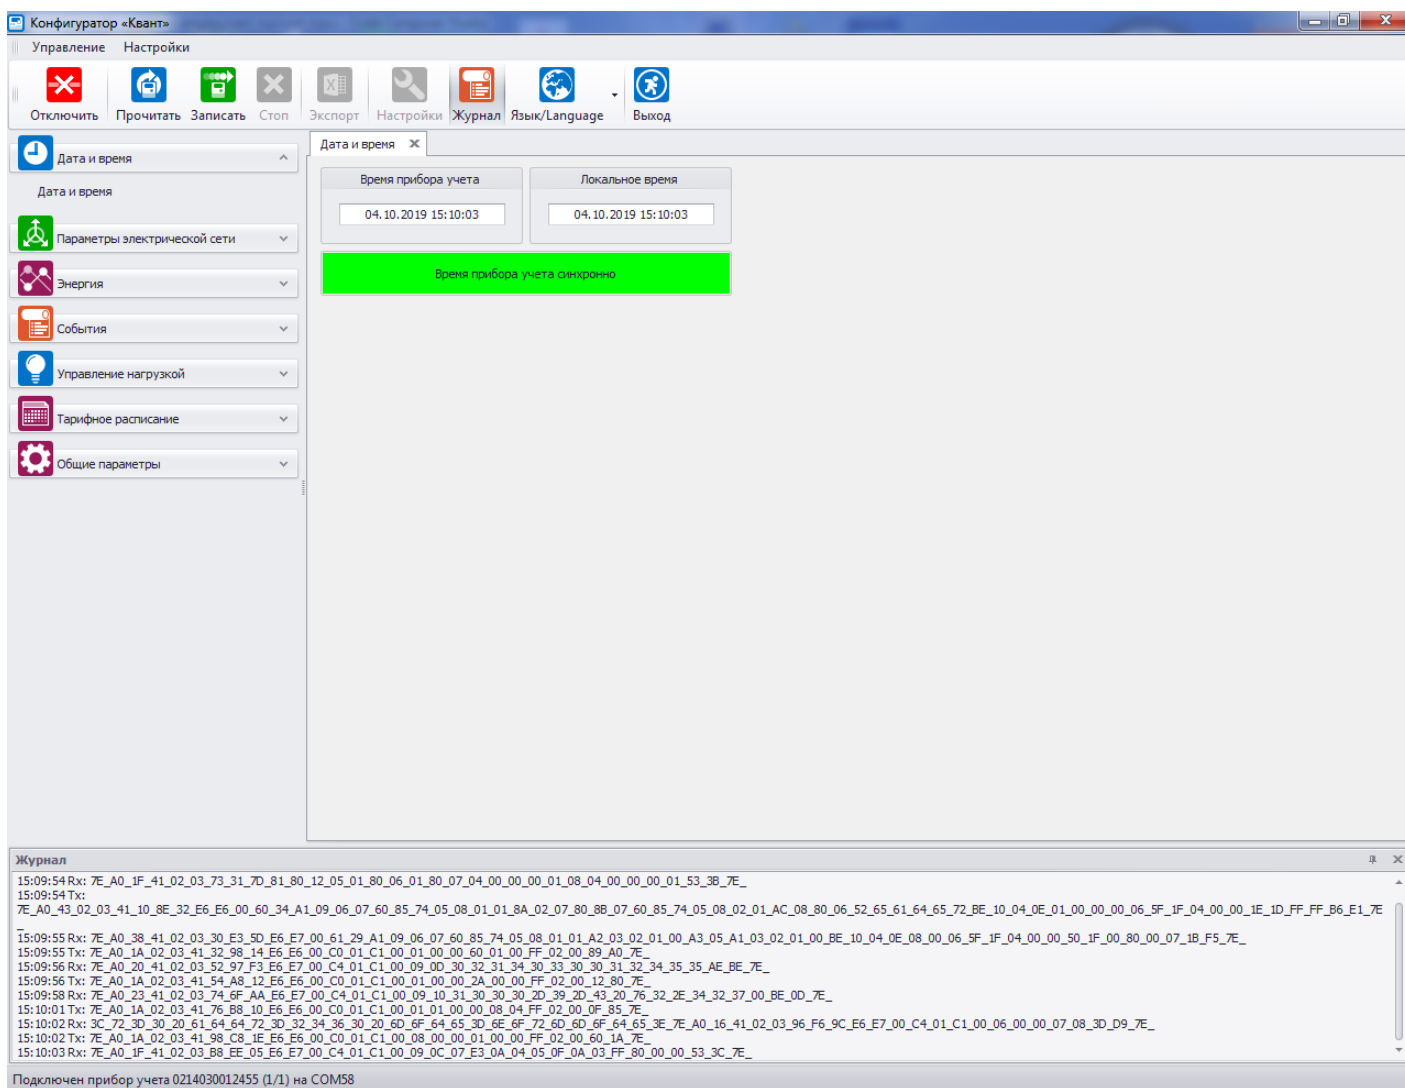 Конфигуратор «Квант»
Управление Настройки
Отключить Прочитать Записать Стоп Экспорт Настройки Журнал Язык/Language Выход
Дата и время
Дата и время
Параметры электрической сети
Энергия
События
Управление нагрузкой
Тарифное расписание
Общие параметры
Дата и время
Время прибора учета Локальное время
04.10.2019 15:10:03 04.10.2019 15:10:03
Время прибора учета синхронно
Журнал
15:09:54 Rx: 7E_A0_1F_41_02_03_73_31_7D_81_80_12_05_01_80_06_01_80_07_04_00_00_00_01_08_04_00_00_00_01_53_3B_7E_
15:09:54 Tx:
7E_A0_43_02_03_41_10_8E_32_E6_E6_00_60_34_A1_09_06_07_60_85_74_05_08_01_01_8A_02_07_80_8B_07_60_85_74_05_08_02_01_AC_08_80_06_52_65_61_64_65_72_BE_10_04_0E_01_00_00_00_06_5F_1F_04_00_00_1E_1D_FF_FF_B6_E1_7E
_
15:09:55 Rx: 7E_A0_38_41_02_03_30_E3_5D_E6_E7_00_61_29_A1_09_06_07_60_85_74_05_08_01_01_A2_03_02_01_00_A3_05_A1_03_02_01_00_BE_10_04_0E_08_00_06_5F_1F_04_00_00_50_1F_00_80_00_07_1B_F5_7E_
15:09:55 Tx: 7E_A0_1A_02_03_41_32_98_14_E6_E6_00_C0_01_C1_00_01_00_00_60_01_00_FF_02_00_89_A0_7E_
15:09:56 Rx: 7E_A0_20_41_02_03_52_97_F3_E6_E7_00_C4_01_C1_00_09_0D_30_32_31_34_30_33_30_30_31_32_34_35_35_AE_BE_7E_
15:09:56 Tx: 7E_A0_1A_02_03_41_54_A8_12_E6_E6_00_C0_01_C1_00_01_00_00_2A_00_00_FF_02_00_12_80_7E_
15:09:58 Rx: 7E_A0_23_41_02_03_74_6F_AA_E6_E7_00_C4_01_C1_00_09_10_31_30_30_30_2D_39_2D_43_20_76_32_2E_34_32_37_00_BE_0D_7E_
15:10:01 Tx: 7E_A0_1A_02_03_41_76_B8_10_E6_E6_00_C0_01_C1_00_01_01_00_00_08_04_FF_02_00_0F_85_7E_
15:10:02 Rx: 3C_72_3D_30_20_61_64_64_72_3D_32_34_36_30_20_6D_6F_64_65_3D_6E_6F_72_6D_6D_6F_64_65_3E_7E_A0_16_41_02_03_96_F6_9C_E6_E7_00_C4_01_C1_00_06_00_00_07_08_3D_D9_7E_
15:10:02 Tx: 7E_A0_1A_02_03_41_98_C8_1E_E6_E6_00_C0_01_C1_00_08_00_00_01_00_00_FF_02_00_60_1A_7E_
15:10:03 Rx: 7E_A0_1F_41_02_03_B8_EE_05_E6_E7_00_C4_01_C1_00_09_0C_07_E3_0A_04_05_0F_0A_03_FF_80_00_00_53_3C_7E_
Подключен прибор учета 0214030012455 (1/1) на COM58